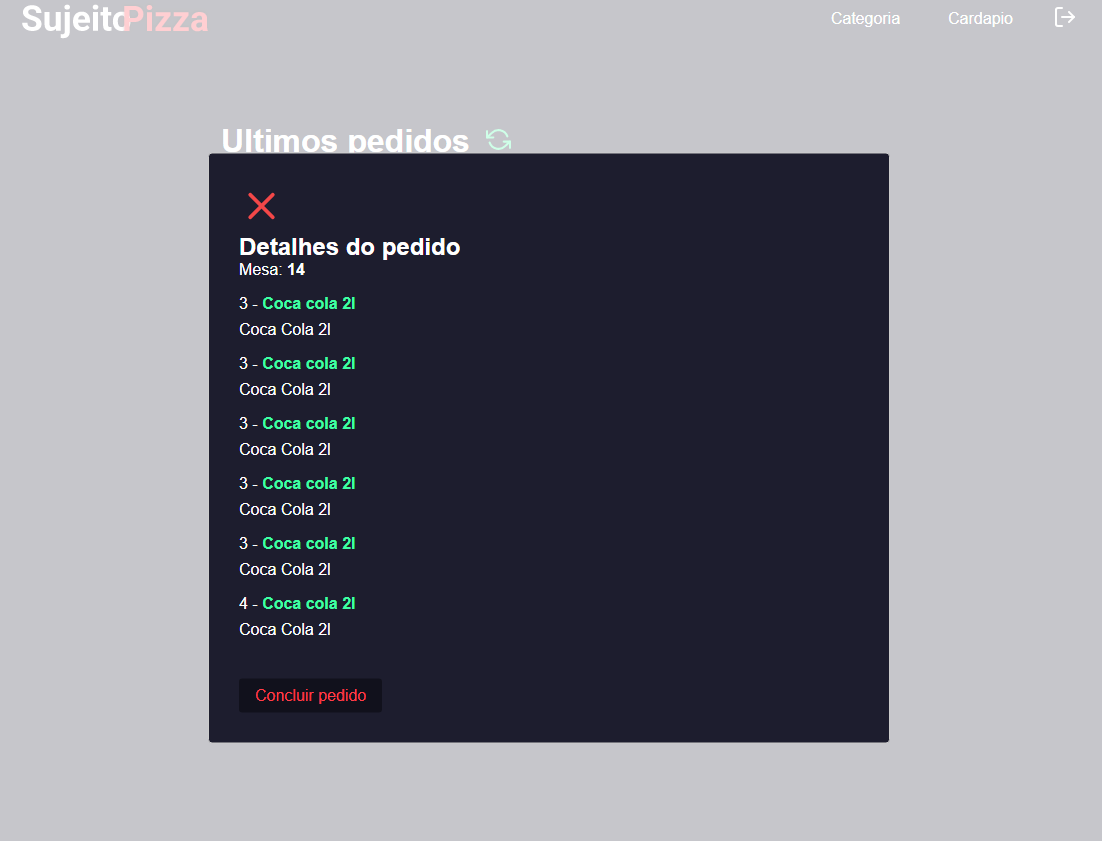 SujeitoPizza
Categoria
Cardapio
Ultimos pedidos
Detalhes do pedido
Mesa: 14
3 - Coca cola 2l
Coca Cola 2l
3 - Coca cola 2l
Coca Cola 2l
3 - Coca cola 2l
Coca Cola 2l
3 - Coca cola 2l
Coca Cola 2l
3 - Coca cola 2l
Coca Cola 2l
4 - Coca cola 2l
Coca Cola 2l
Concluir pedido